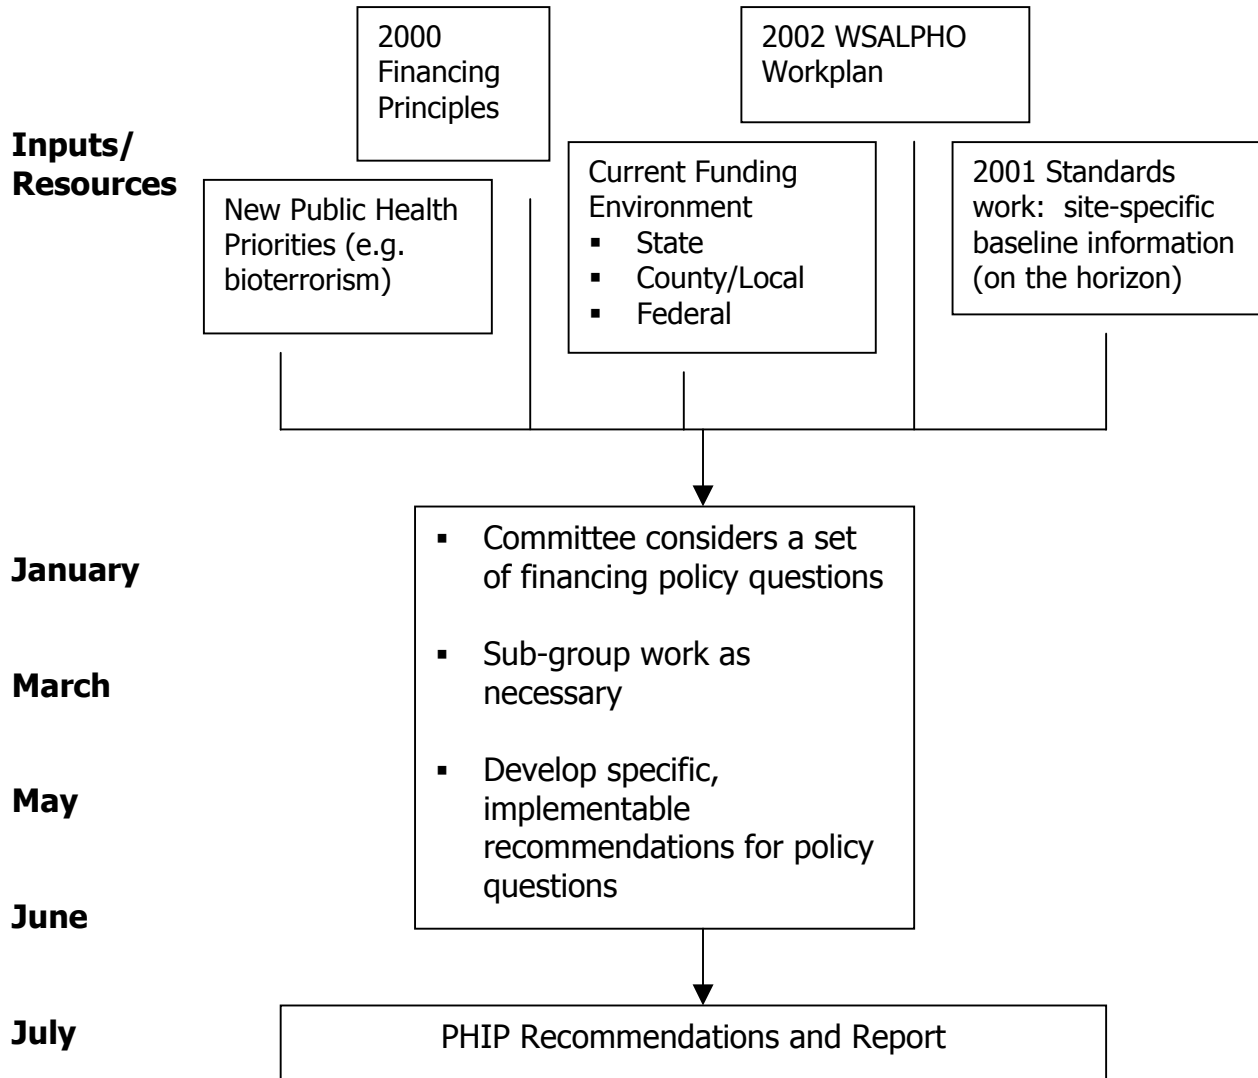 2000
Financing
Principles
2002 WSALPHO
Workplan
Inputs/
Resources
New Public Health
Priorities (e.g.
bioterrorism)
Current Funding
Environment
▪ State
▪ County/Local
▪ Federal
2001 Standards
work: site-specific
baseline information
(on the horizon)
January
▪ Committee considers a set
of financing policy questions
March
▪ Sub-group work as
necessary
May
▪ Develop specific,
implementable
recommendations for policy
questions
June
July
PHIP Recommendations and Report